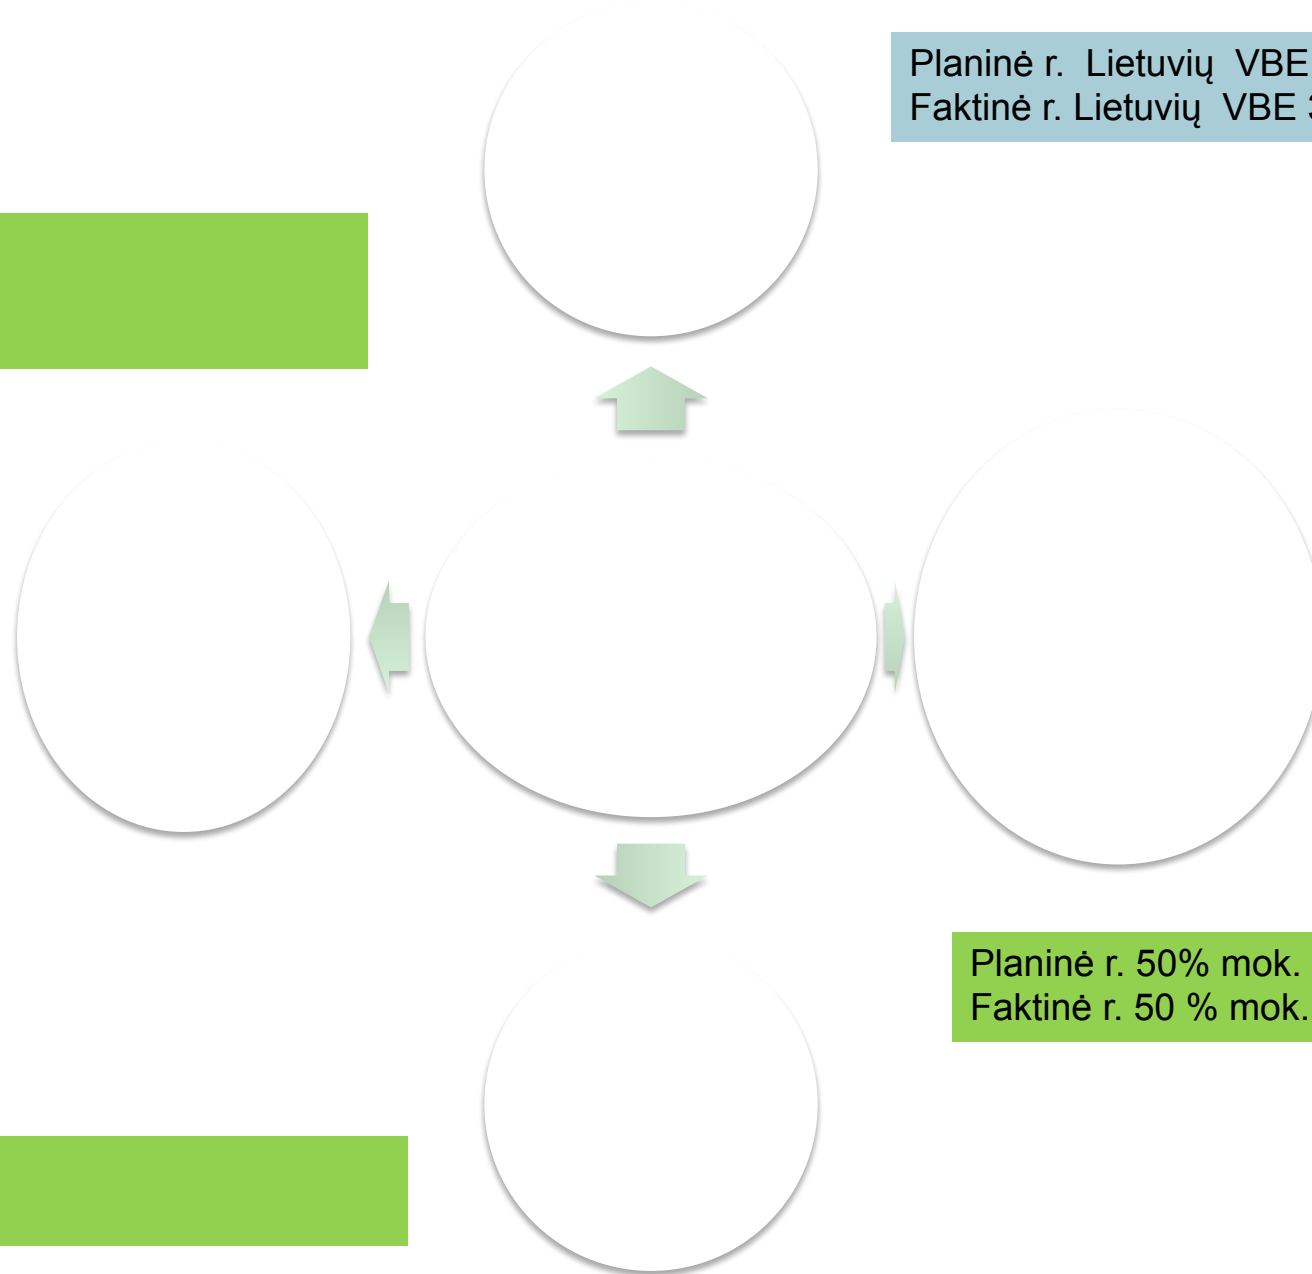 Planinė r. Lietuvių VBE
Faktinė r. Lietuvių VBE
Planinė r. 50% mok.
Faktinė r. 50 % mok.